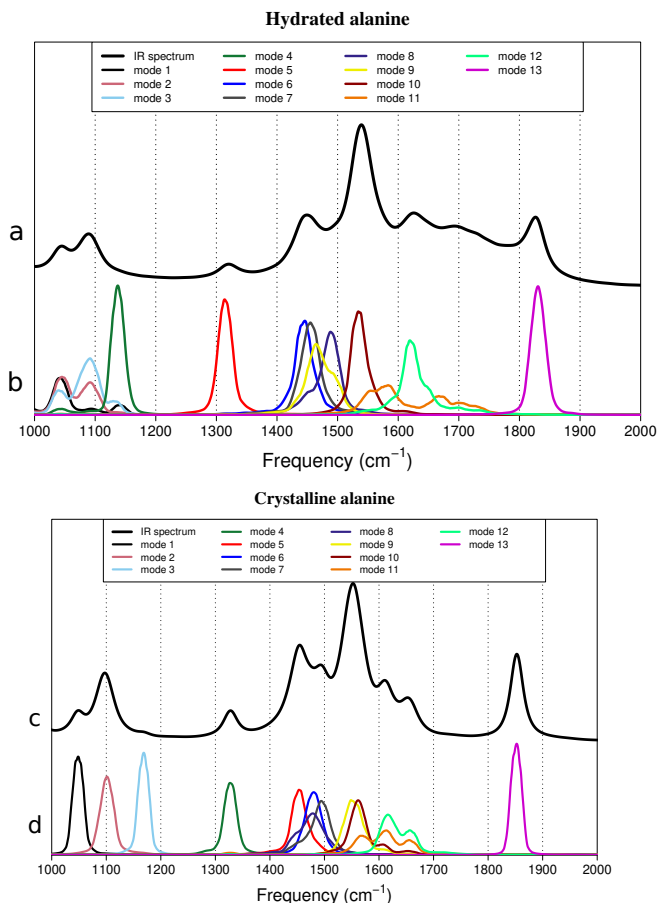 Hydrated alanine
IR spectrum mode 4 mode 8 mode 12
mode 1 mode 5 mode 9 mode 13
mode 2 mode 6 mode 10
mode 3 mode 7 mode 11
a
b
1000 1100 1200 1300 1400 1500 1600 1700 1800 1900 2000
Frequency (cm⁻¹)
Crystalline alanine
IR spectrum mode 4 mode 8 mode 12
mode 1 mode 5 mode 9 mode 13
mode 2 mode 6 mode 10
mode 3 mode 7 mode 11
c
d
1000 1100 1200 1300 1400 1500 1600 1700 1800 1900 2000
Frequency (cm⁻¹)